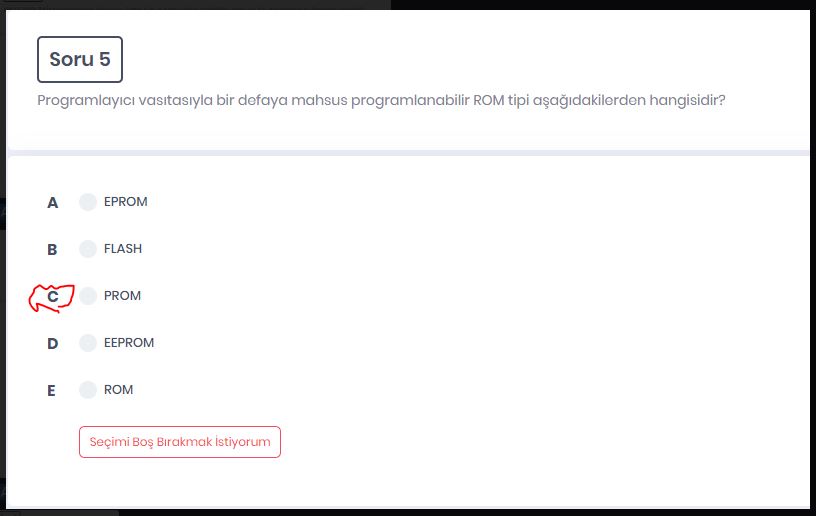 Soru 5
Programlayıcı vasıtasıyla bir defaya mahsus programlanabilir ROM tipi aşağıdakilerden hangisidir?
A EPROM
B FLASH
C PROM
D EEPROM
E ROM
Seçimi Boş Bırakmak İstiyorum